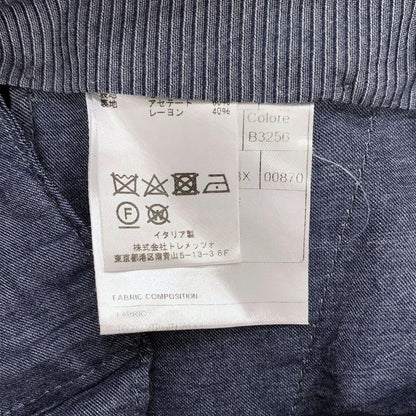 裏地
アセテート
レーヨン 40%
Colore
B3256
00870
F W
イタリア製
株式会社トレメッツォ
東京都港区南青山5-13-3 6F
FABRIC COMPOSITION
FABRIC